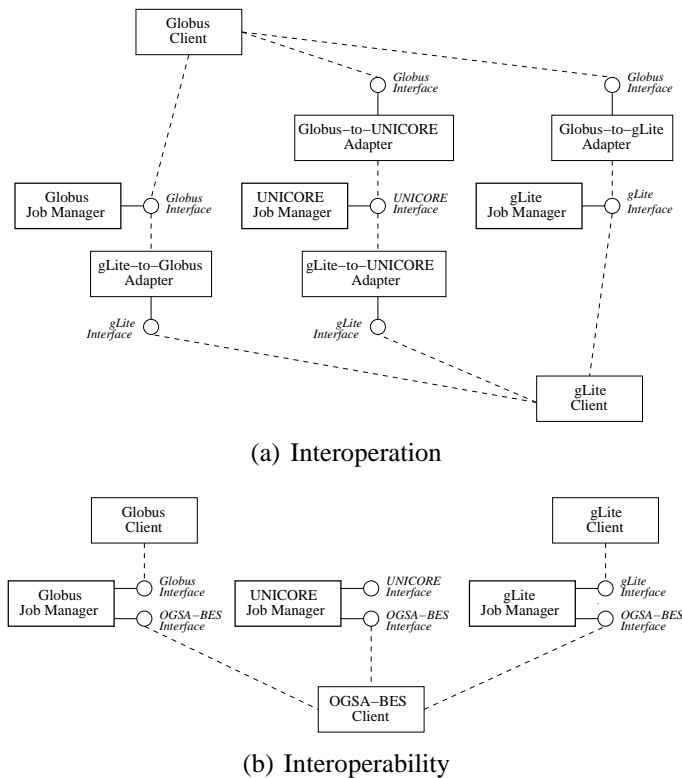 Globus
Client
Globus
Interface
Globus
Interface
Globus−to−UNICORE
Adapter
Globus−to−gLite
Adapter
Globus
Job Manager
Globus
Interface
UNICORE
Job Manager
UNICORE
Interface
gLite
Job Manager
gLite
Interface
gLite−to−Globus
Adapter
gLite−to−UNICORE
Adapter
gLite
Interface
gLite
Interface
gLite
Client
(a) Interoperation
Globus
Client
gLite
Client
Globus
Job Manager
Globus
Interface
OGSA−BES
Interface
UNICORE
Job Manager
UNICORE
Interface
OGSA−BES
Interface
gLite
Job Manager
gLite
Interface
OGSA−BES
Interface
OGSA−BES
Client
(b) Interoperability